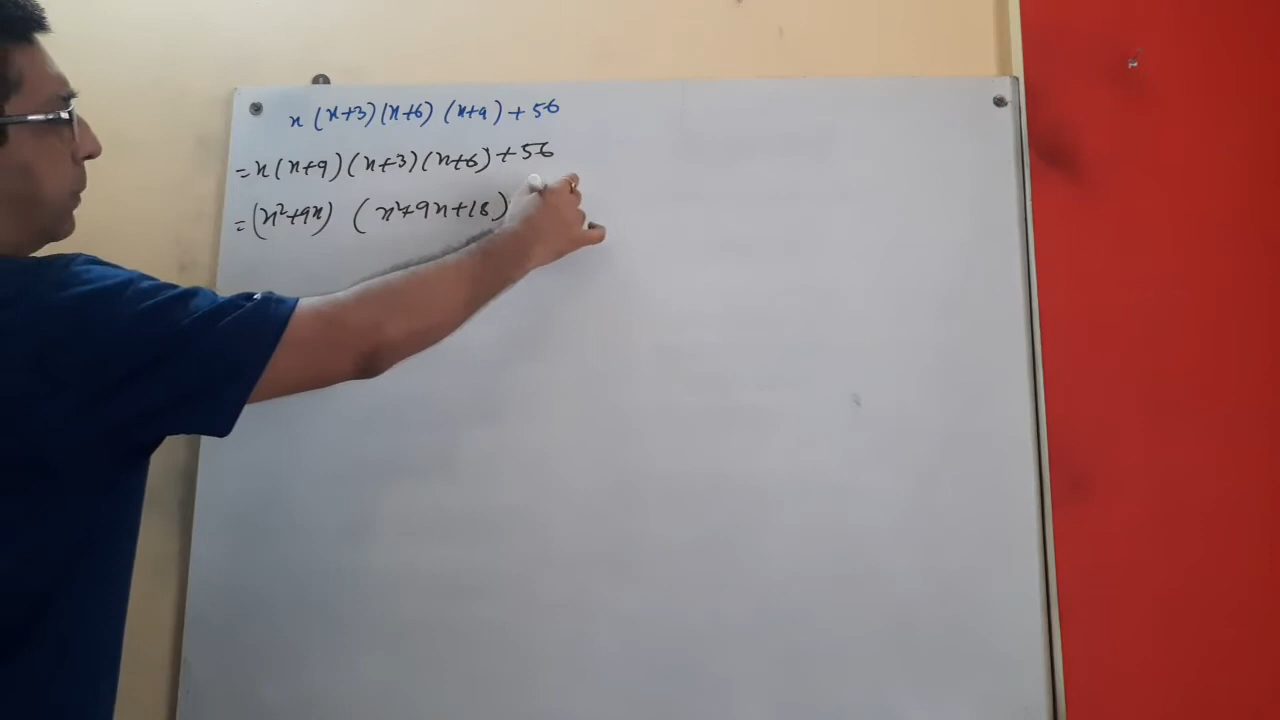 x (x+3)(x+6) (x+9) + 56
= x (x+9) (x+3) (x+6) + 56
= (x²+9x) (x²+9x+18)